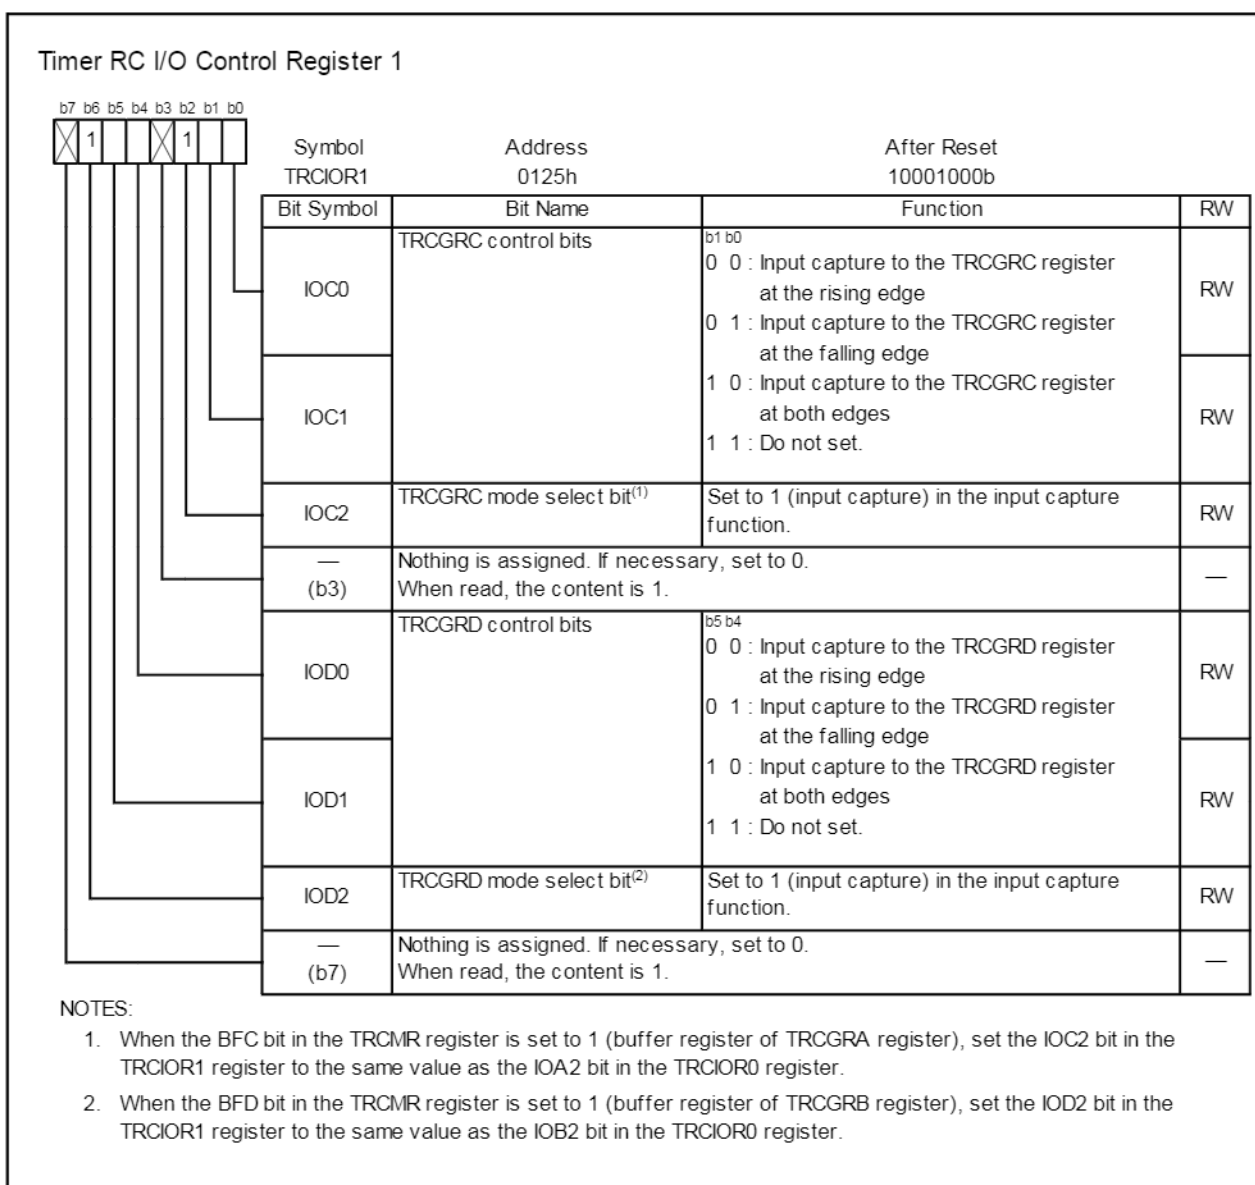 Timer RC I/O Control Register 1
b7 b6 b5 b4 b3 b2 b1 b0
1 1
Symbol Address After Reset
TRCIOR1 0125h 10001000b
Bit Symbol Bit Name Function RW
IOC0 TRCGRC control bits b1 b0 RW
0 0 : Input capture to the TRCGRC register
at the rising edge
0 1 : Input capture to the TRCGRC register
at the falling edge
IOC1 1 0 : Input capture to the TRCGRC register RW
at both edges
1 1 : Do not set.
IOC2 TRCGRC mode select bit(1) Set to 1 (input capture) in the input capture RW
function.
— Nothing is assigned. If necessary, set to 0. —
(b3) When read, the content is 1.
IOD0 TRCGRD control bits b5 b4 RW
0 0 : Input capture to the TRCGRD register
at the rising edge
0 1 : Input capture to the TRCGRD register
at the falling edge
IOD1 1 0 : Input capture to the TRCGRD register RW
at both edges
1 1 : Do not set.
IOD2 TRCGRD mode select bit(2) Set to 1 (input capture) in the input capture RW
function.
— Nothing is assigned. If necessary, set to 0. —
(b7) When read, the content is 1.
NOTES:
1. When the BFC bit in the TRCMR register is set to 1 (buffer register of TRCGRA register), set the IOC2 bit in the
TRCIOR1 register to the same value as the IOA2 bit in the TRCIOR0 register.
2. When the BFD bit in the TRCMR register is set to 1 (buffer register of TRCGRB register), set the IOD2 bit in the
TRCIOR1 register to the same value as the IOB2 bit in the TRCIOR0 register.